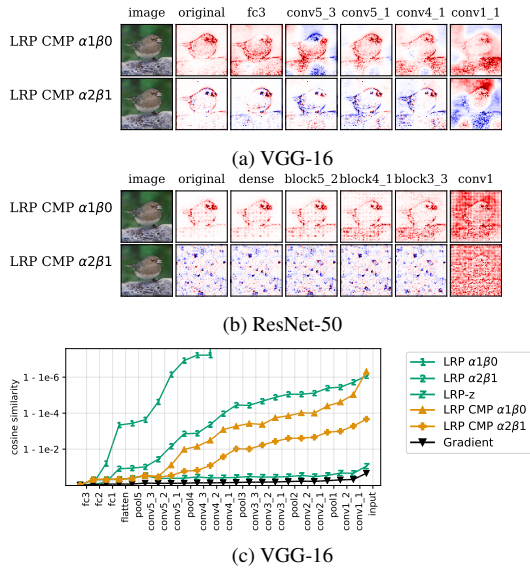 image original fc3 conv5_3 conv5_1 conv4_1 conv1_1
LRP CMP α1β0
LRP CMP α2β1
(a) VGG-16
image original dense block5_2 block4_1 block3_3 conv1
LRP CMP α1β0
LRP CMP α2β1
(b) ResNet-50
cosine similarity
1 - 1e-6
1 - 1e-4
1 - 1e-2
fc3
fc2
fc1
flatten
pool5
conv5_3
conv5_2
conv5_1
pool4
conv4_3
conv4_2
conv4_1
pool3
conv3_3
conv3_2
conv3_1
pool2
conv2_2
conv2_1
pool1
conv1_2
conv1_1
input
LRP α1β0
LRP α2β1
LRP-z
LRP CMP α1β0
LRP CMP α2β1
Gradient
(c) VGG-16